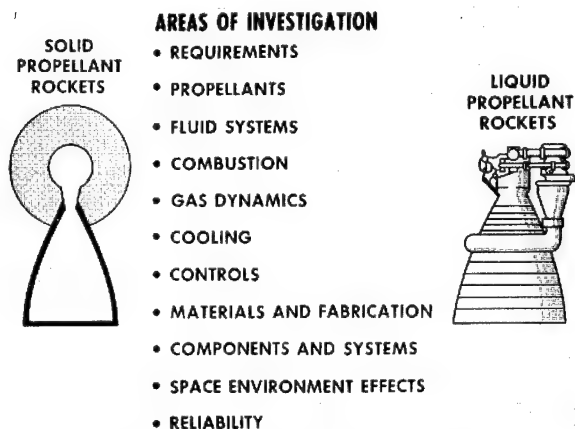 AREAS OF INVESTIGATION
SOLID
PROPELLANT
ROCKETS
• REQUIREMENTS
• PROPELLANTS
• FLUID SYSTEMS
• COMBUSTION
• GAS DYNAMICS
• COOLING
• CONTROLS
• MATERIALS AND FABRICATION
• COMPONENTS AND SYSTEMS
• SPACE ENVIRONMENT EFFECTS
• RELIABILITY
LIQUID
PROPELLANT
ROCKETS